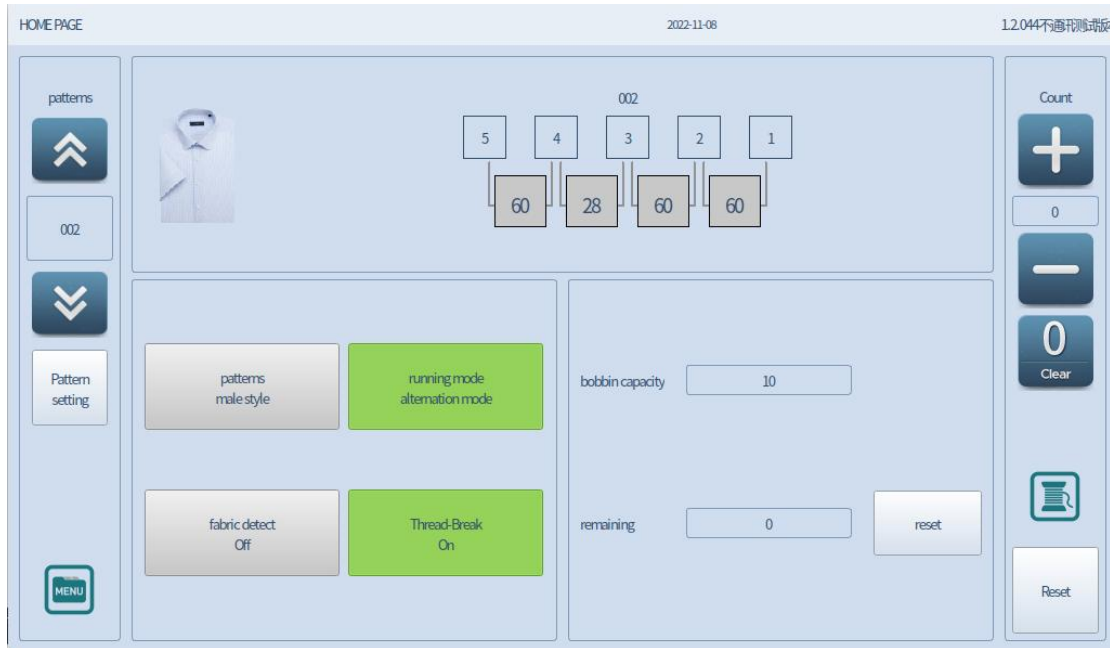 HOME PAGE
2022-11-08
1.2.044不通讯测试版本
patterns
002
Pattern
setting
MENU
002
5 4 3 2 1
60 28 60 60
patterns
male style
running mode
alternation mode
fabric detect
Off
Thread-Break
On
bobbin capacity 10
remaining 0 reset
Count
0
0
Clear
Reset